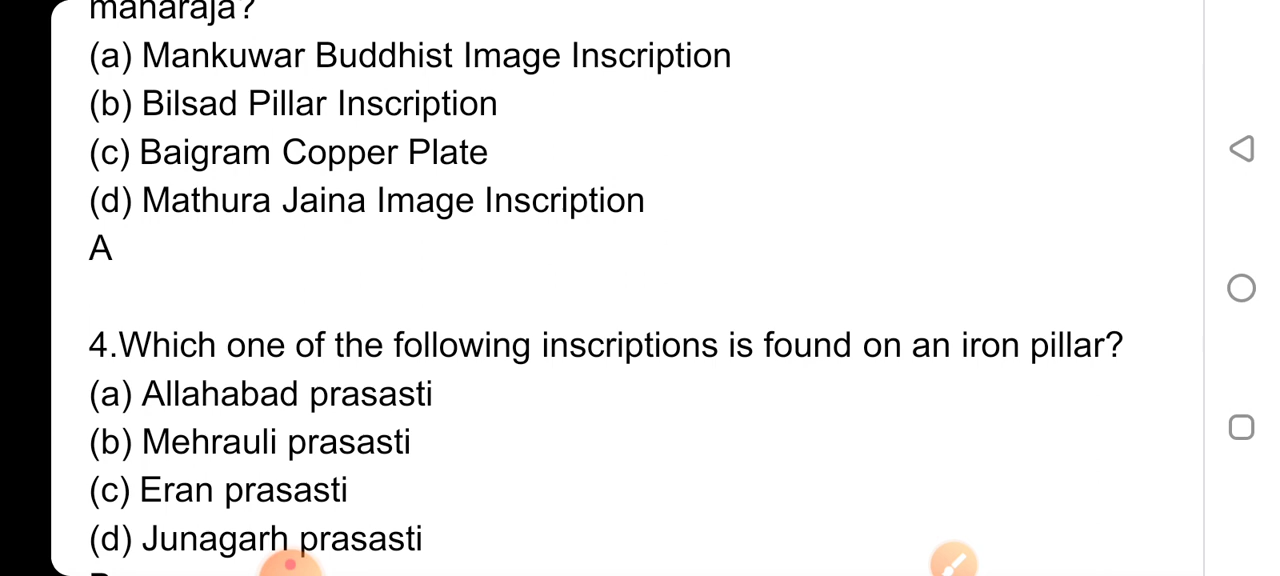 maharaja?
(a) Mankuwar Buddhist Image Inscription
(b) Bilsad Pillar Inscription
(c) Baigram Copper Plate
(d) Mathura Jaina Image Inscription
A
4.Which one of the following inscriptions is found on an iron pillar?
(a) Allahabad prasasti
(b) Mehrauli prasasti
(c) Eran prasasti
(d) Junagarh prasasti